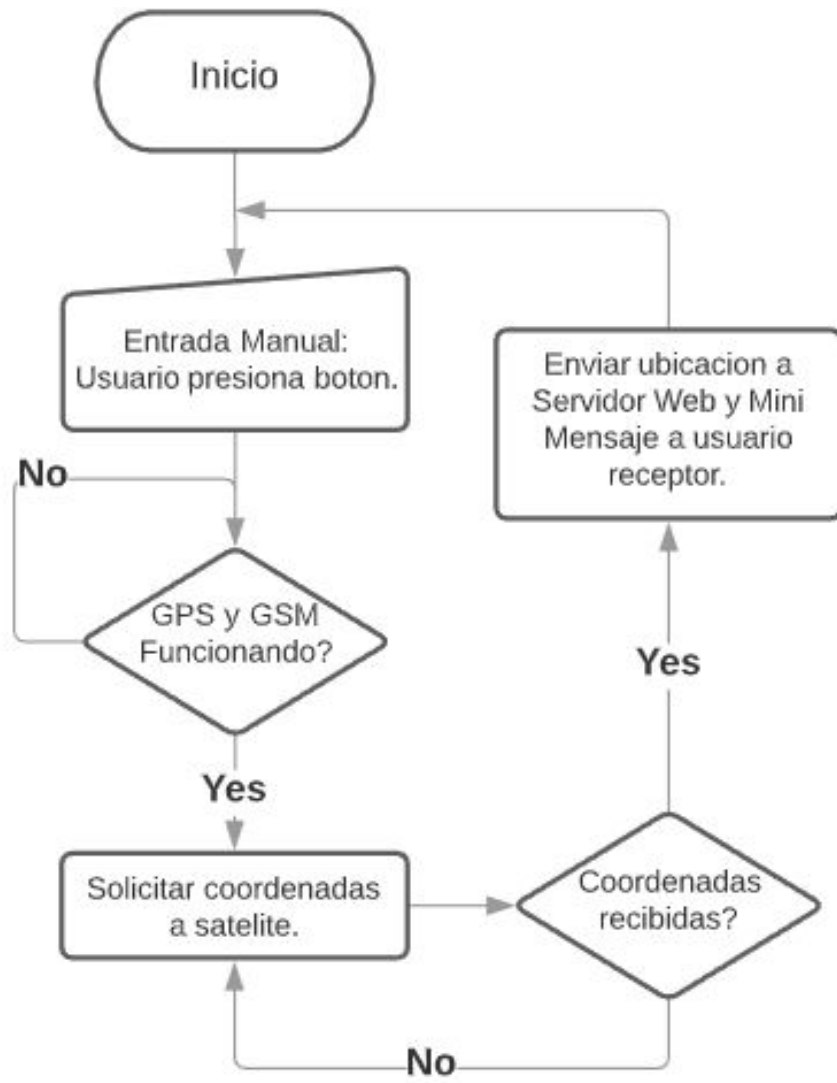 Inicio
Entrada Manual:
Usuario presiona boton.
No
GPS y GSM
Funcionando?
Yes
Solicitar coordenadas
a satelite.
Coordenadas
recibidas?
No
Yes
Enviar ubicacion a
Servidor Web y Mini
Mensaje a usuario
receptor.